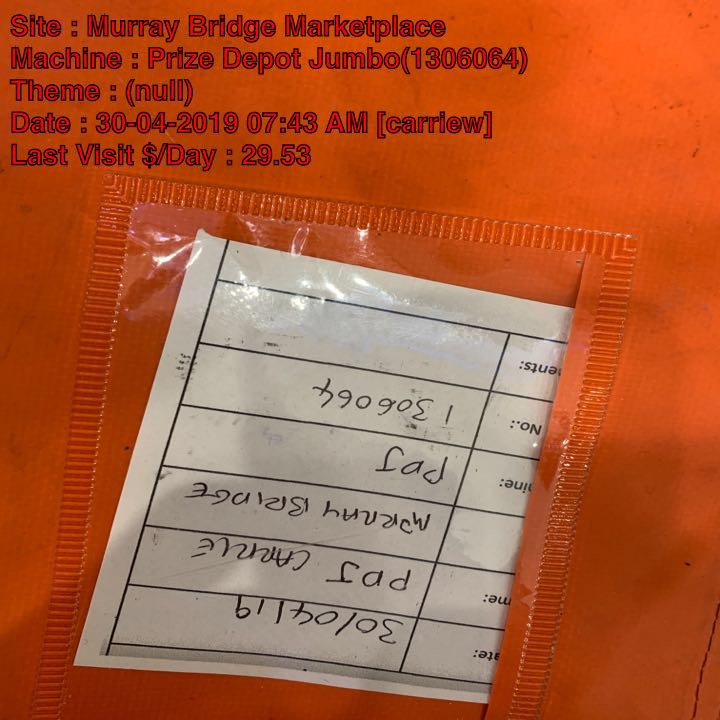 Site : Murray Bridge Marketplace
Machine : Prize Depot Jumbo(1306064)
Theme : (null)
Date : 30-04-2019 07:43 AM [carriew]
Last Visit $/Day : 29.53
ate: 30/04/19
me: PDJ CARRIE
MURRAY BRIDGE
ine: PDJ
No.: 1306064
ents: